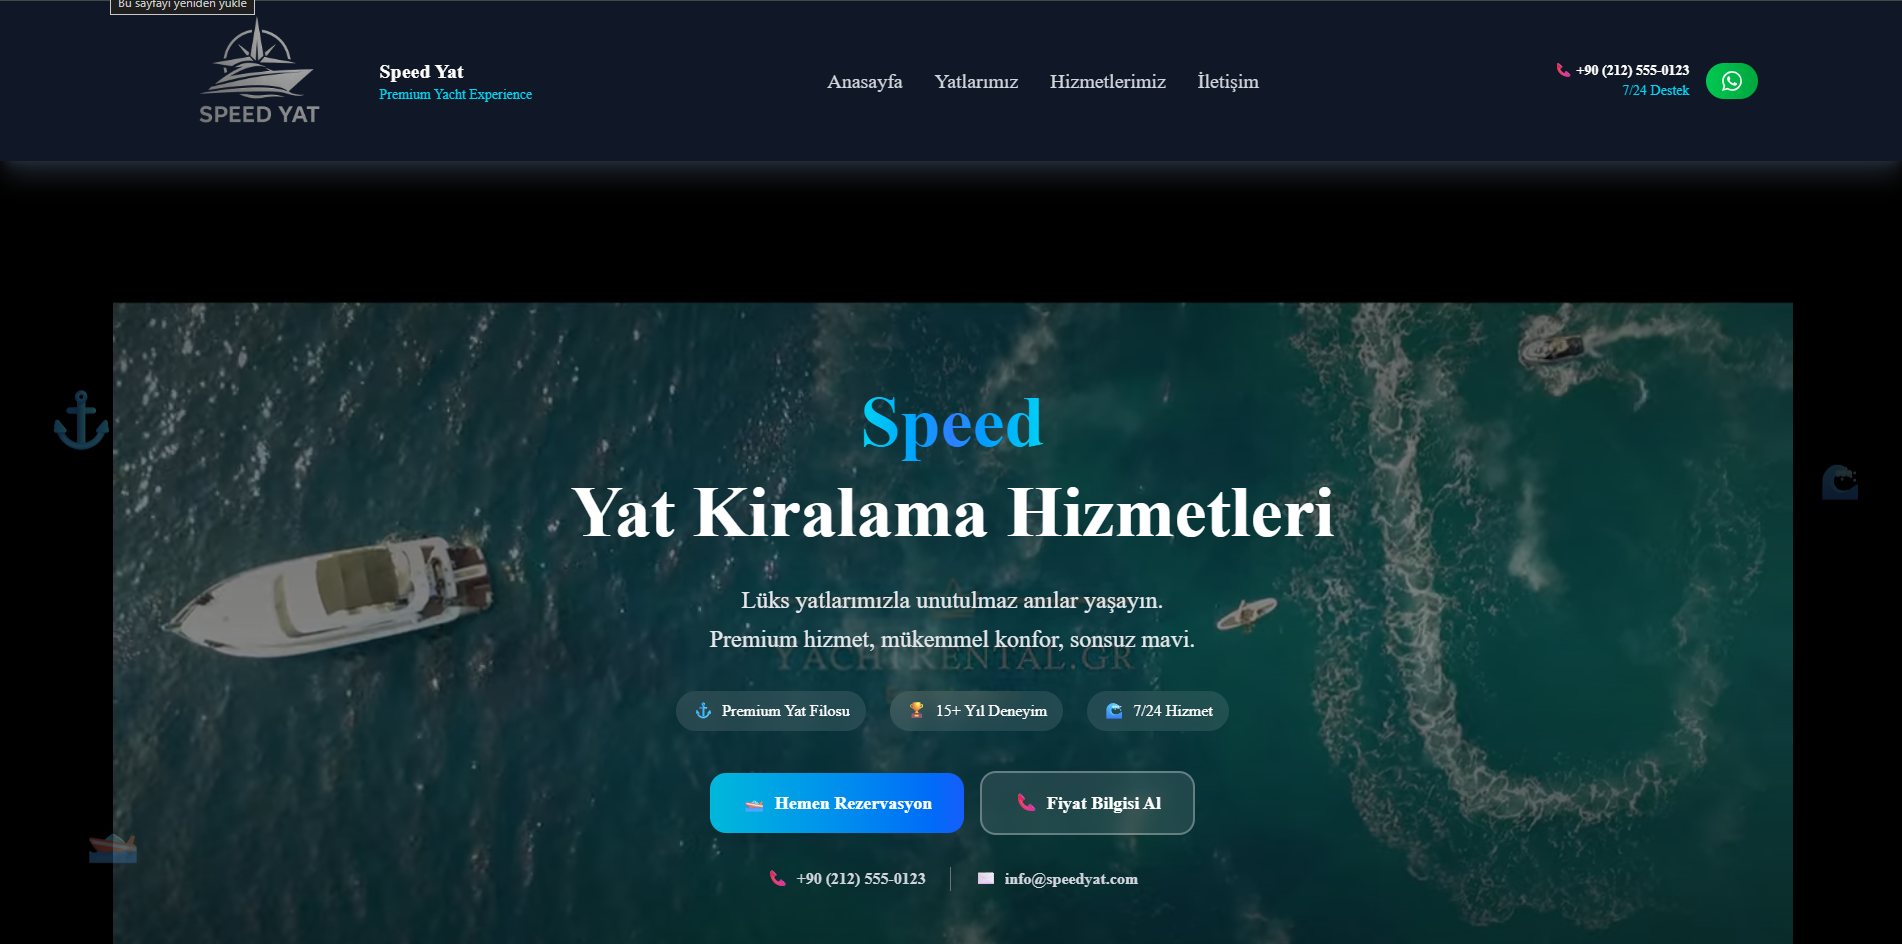 Bu sayfayı yeniden yükle
SPEED YAT
Speed Yat
Premium Yacht Experience
Anasayfa
Yatlarımız
Hizmetlerimiz
İletişim
+90 (212) 555-0123
7/24 Destek
Speed
Yat Kiralama Hizmetleri
Lüks yatlarımızla unutulmaz anılar yaşayın.
Premium hizmet, mükemmel konfor, sonsuz mavi.
YACHTRENTAL.GR
Premium Yat Filosu
15+ Yıl Deneyim
7/24 Hizmet
Hemen Rezervasyon
Fiyat Bilgisi Al
+90 (212) 555-0123
info@speedyat.com